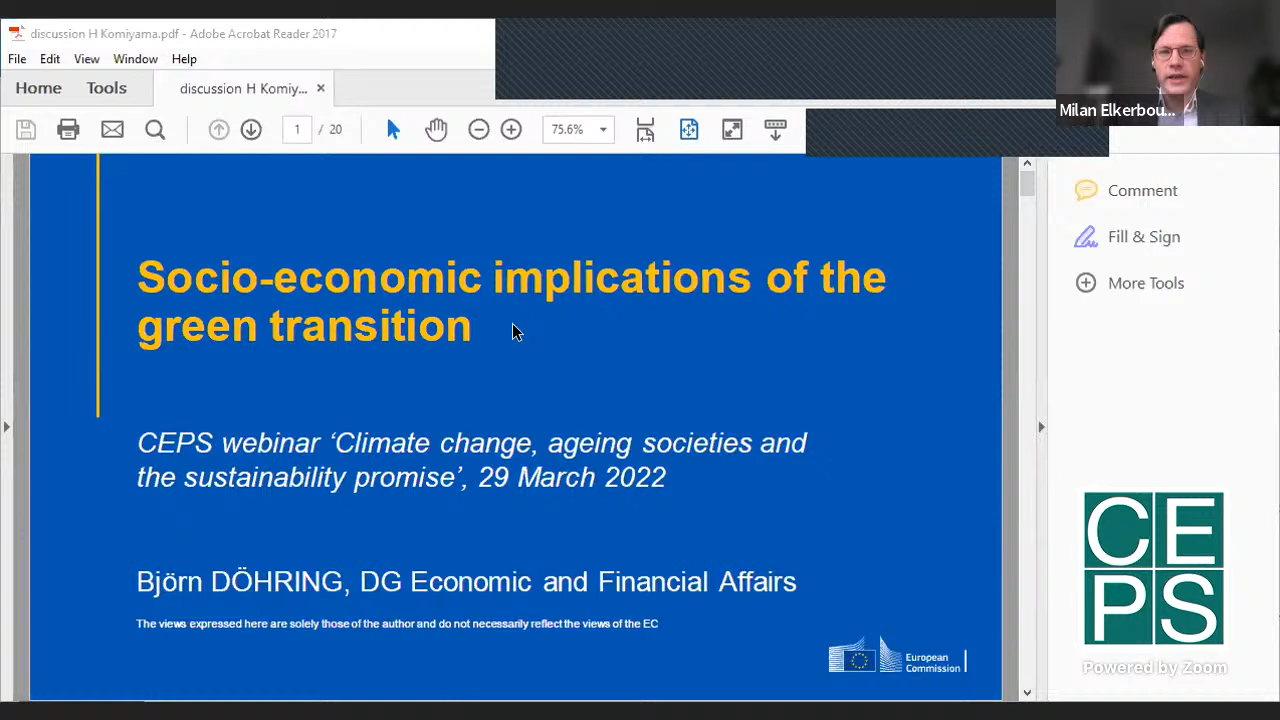 discussion H Komiyama.pdf - Adobe Acrobat Reader 2017
File Edit View Window Help
Home Tools discussion H Komiy... ×
1 / 20 75.6%
Milan Elkerbou...
Comment
Fill & Sign
More Tools
Socio-economic implications of the
green transition
CEPS webinar ‘Climate change, ageing societies and
the sustainability promise’, 29 March 2022
Björn DÖHRING, DG Economic and Financial Affairs
The views expressed here are solely those of the author and do not necessarily reflect the views of the EC
European
Commission
CE
PS
Powered by Zoom